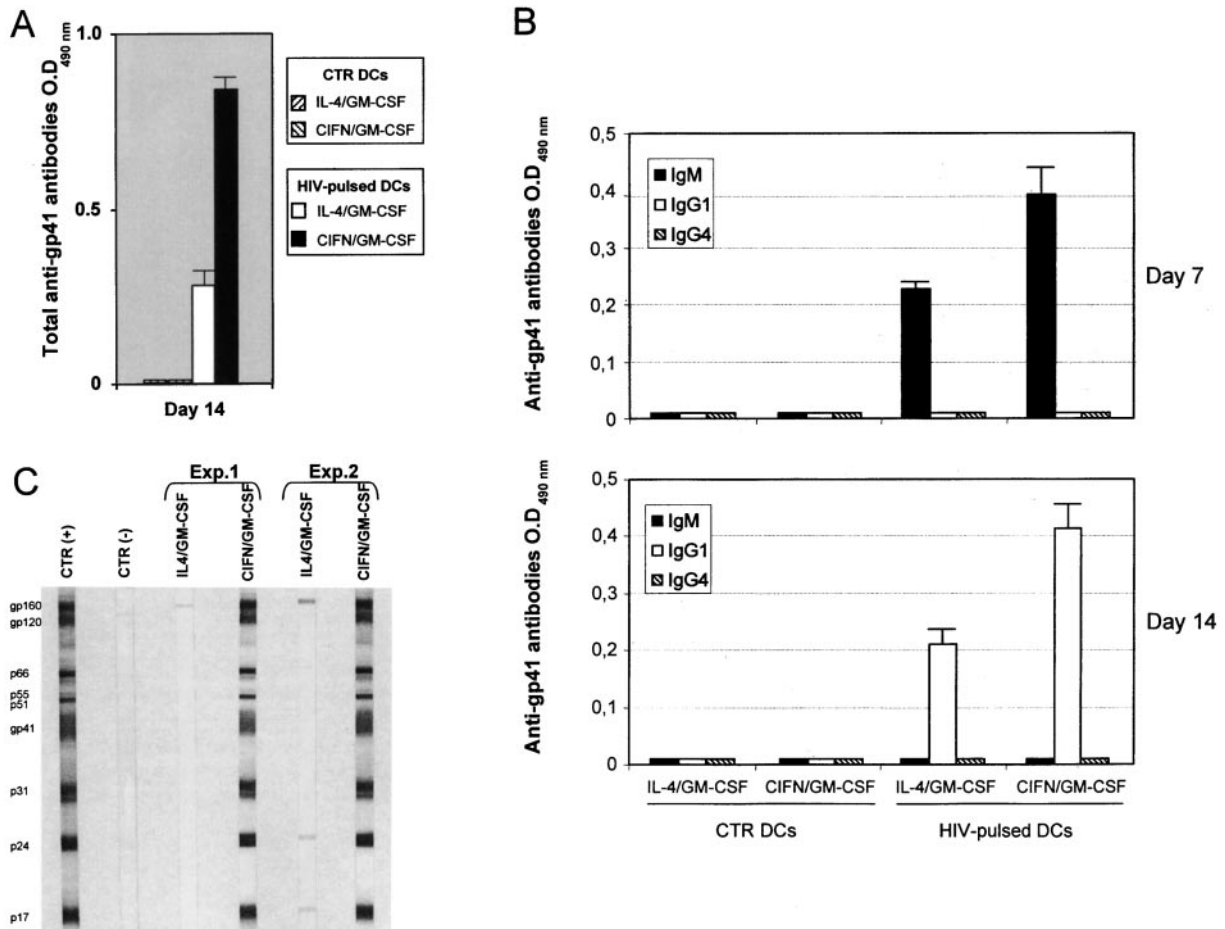 A
Total anti-gp41 antibodies O.D 490 nm
1.0
0.5
0
Day 14
CTR DCs
IL-4/GM-CSF
CIFN/GM-CSF
HIV-pulsed DCs
IL-4/GM-CSF
CIFN/GM-CSF
B
Anti-gp41 antibodies O.D 490 nm
0,5
0,4
0,3
0,2
0,1
0
IgM
IgG1
IgG4
Day 7
Anti-gp41 antibodies O.D 490 nm
0,5
0,4
0,3
0,2
0,1
0
IgM
IgG1
IgG4
Day 14
IL-4/GM-CSF
CIFN/GM-CSF
IL-4/GM-CSF
CIFN/GM-CSF
CTR DCs
HIV-pulsed DCs
C
Exp.1
Exp.2
CTR (+)
CTR (-)
IL4/GM-CSF
CIFN/GM-CSF
IL4/GM-CSF
CIFN/GM-CSF
gp160
gp120
p66
p55
p51
gp41
p31
p24
p17